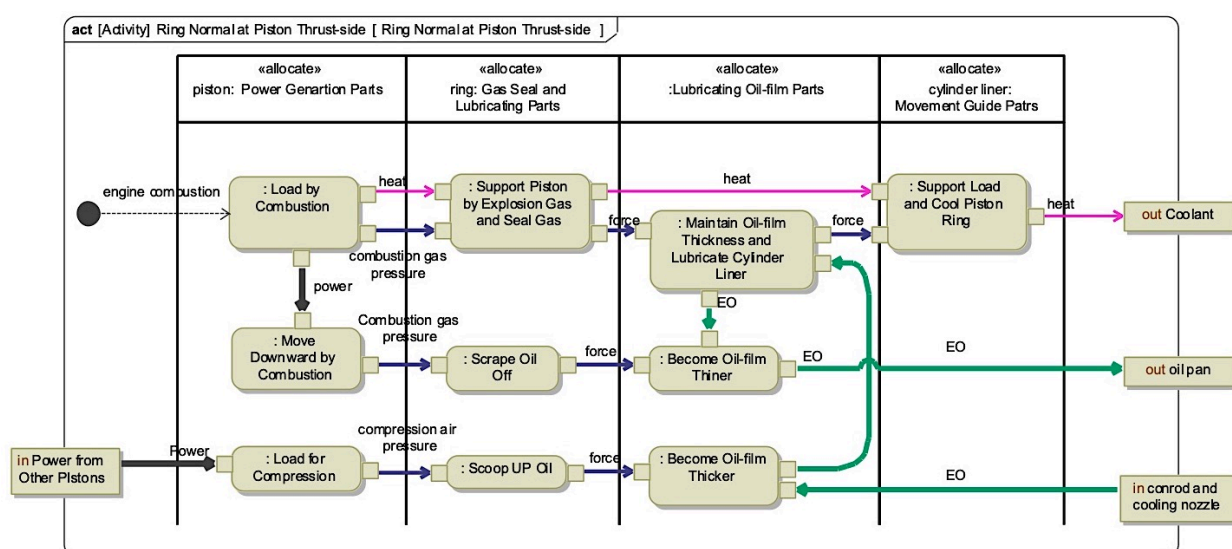 act [Activity] Ring Normal at Piston Thrust-side [ Ring Normal at Piston Thrust-side ]
«allocate»
piston: Power Genartion Parts
«allocate»
ring: Gas Seal and
Lubricating Parts
«allocate»
:Lubricating Oil-film Parts
«allocate»
cylinder liner:
Movement Guide Patrs
engine combustion
: Load by
Combustion
heat
: Support Piston
by Explosion Gas
and Seal Gas
heat
: Support Load
and Cool Piston
Ring
heat
out Coolant
combustion gas
pressure
force
: Maintain Oil-film
Thickness and
Lubricate Cylinder
Liner
force
power
EO
: Move
Downward by
Combustion
Combustion gas
pressure
: Scrape Oil
Off
force
: Become Oil-film
Thiner
EO
EO
out oil pan
in Power from
Other PIstons
Power
: Load for
Compression
compression air
pressure
: Scoop UP Oil
force
: Become Oil-film
Thicker
EO
in conrod and
cooling nozzle